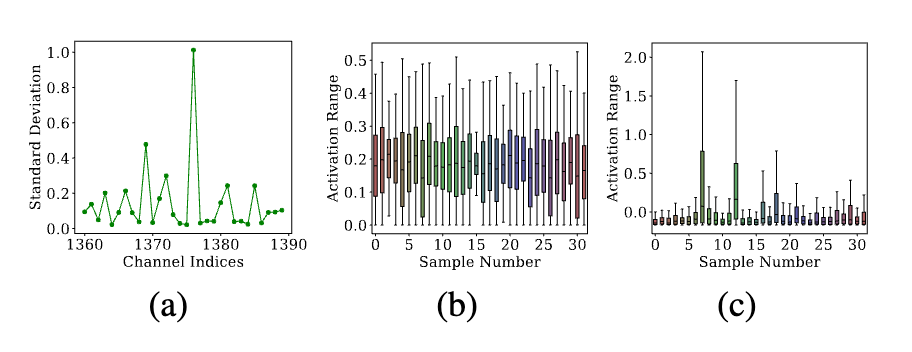 1.0
0.8
0.6
0.4
0.2
0.0
Standard Deviation
1360 1370 1380 1390
Channel Indices
(a)
0.5
0.4
0.3
0.2
0.1
0.0
Activation Range
0 5 10 15 20 25 30
Sample Number
(b)
2.0
1.5
1.0
0.0
Activation Range
0 5 10 15 20 25 30
Sample Number
(c)